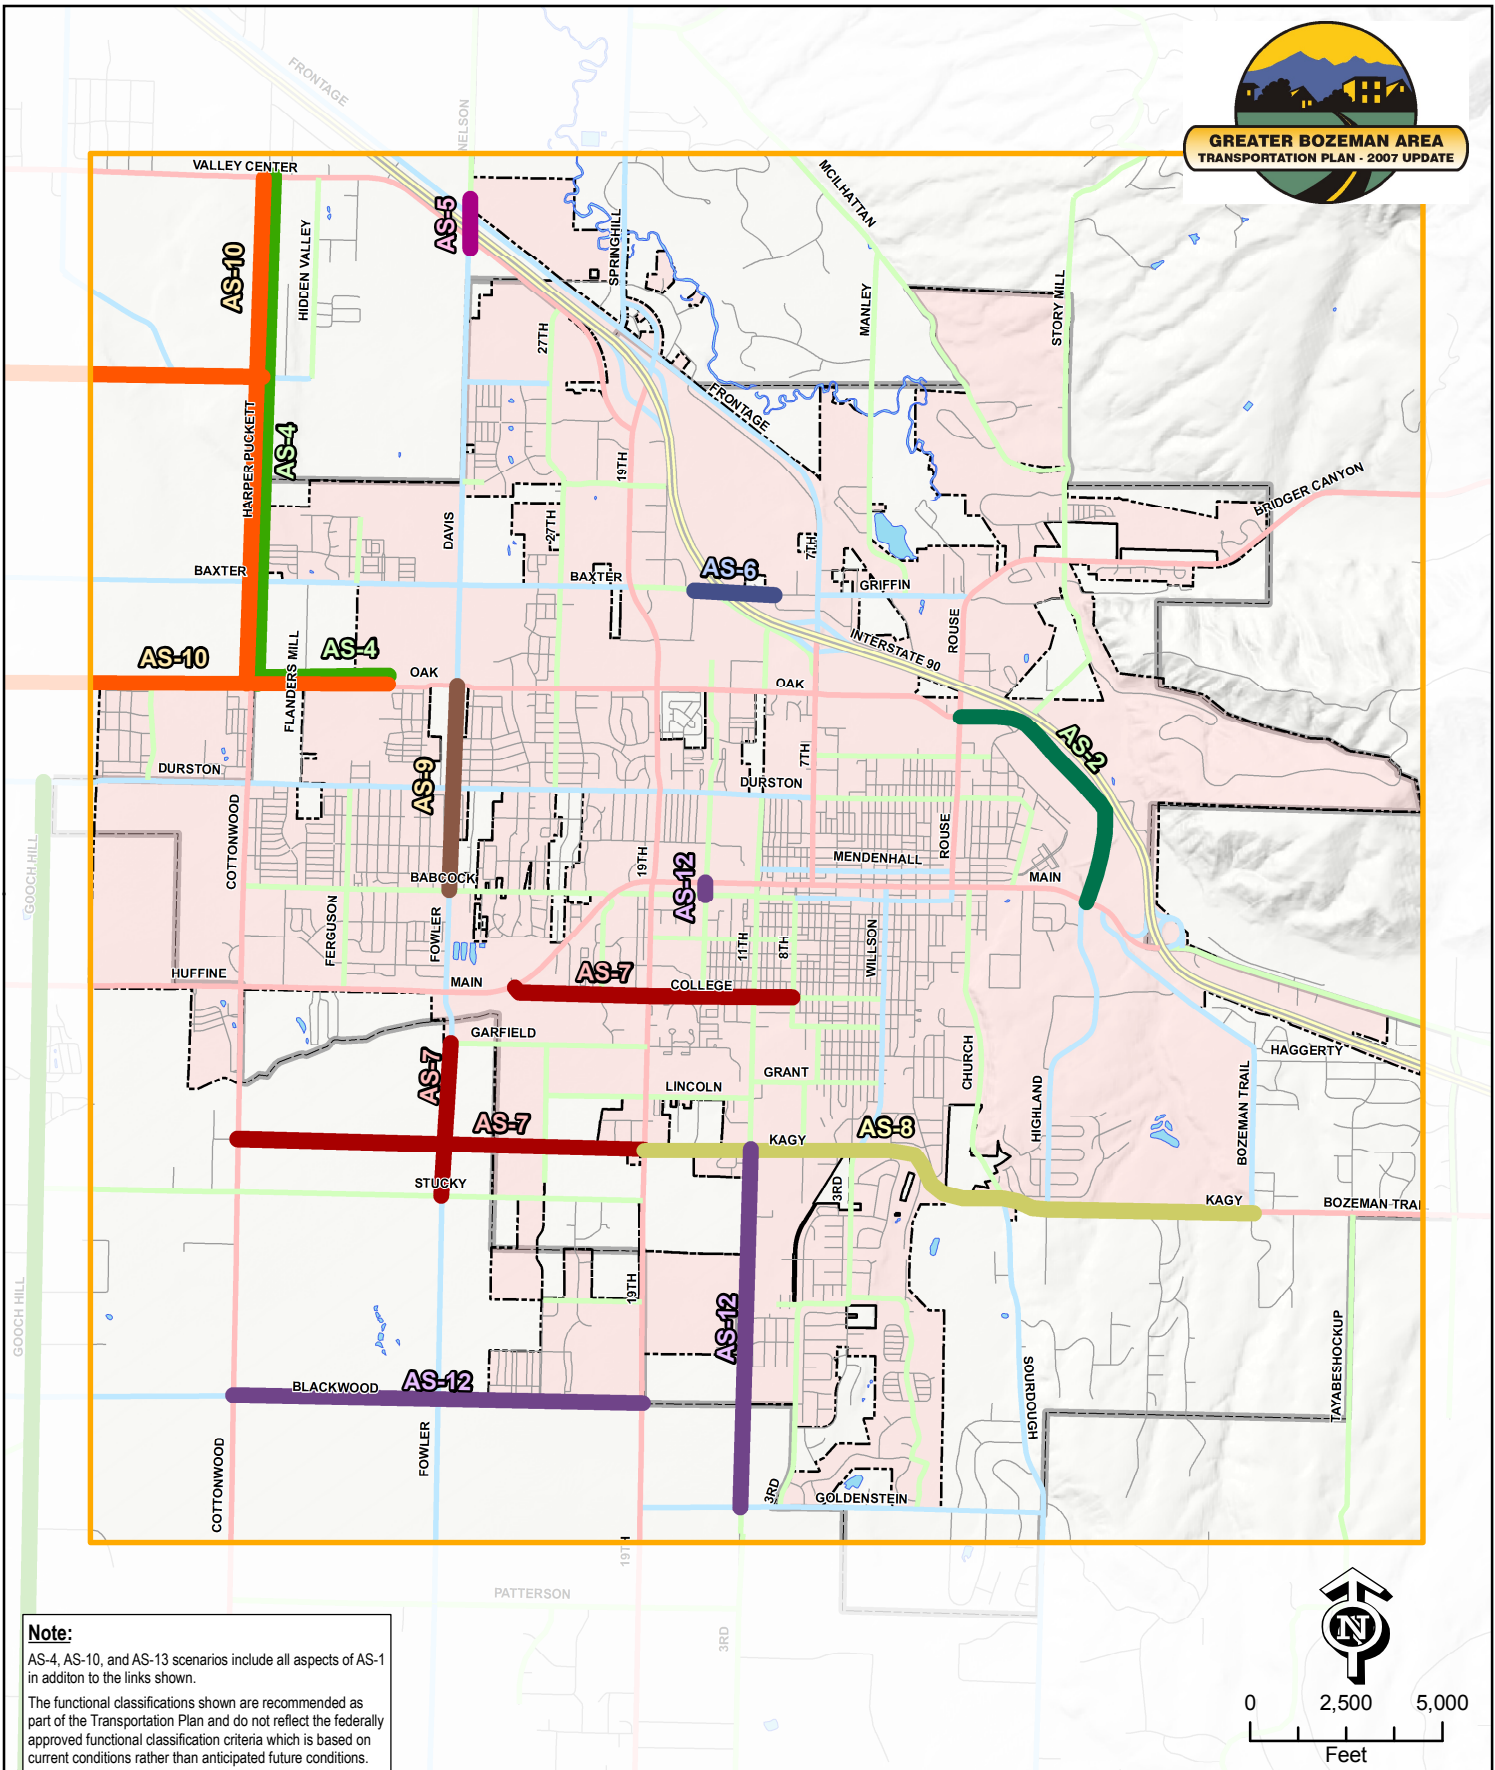 GREATER BOZEMAN AREA
TRANSPORTATION PLAN - 2007 UPDATE
FRONTAGE
NELSON
VALLEY CENTER
MCILHATTAN
AS-5
SPRINGHILL
AS-10
HIDDEN VALLEY
MANLEY
STORY MILL
27TH
FRONTAGE
HARPER PUCKETT
AS-4
19TH
BRIDGER CANYON
DAVIS
27TH
7TH
BAXTER
BAXTER
AS-6
GRIFFIN
ROUSE
INTERSTATE 90
FLANDERS MILL
AS-4
AS-10
OAK
OAK
AS-2
DURSTON
7TH
DURSTON
AS-9
COTTONWOOD
ROUSE
19TH
MENDENHALL
BABCOCK
AS-12
MAIN
GOOCH HILL
FERGUSON
FOWLER
11TH
8TH
WILLSON
HUFFINE
MAIN
AS-7
COLLEGE
GARFIELD
HAGGERTY
CHURCH
AS-7
GRANT
LINCOLN
HIGHLAND
BOZEMAN TRAIL
AS-7
KAGY
AS-8
STUCKY
3RD
KAGY
BOZEMAN TRAI
19TH
GOOCH HILL
AS-12
TAYABESHOCKUP
BLACKWOOD
AS-12
SOURDOUGH
FOWLER
COTTONWOOD
3RD
GOLDENSTEIN
19TH
PATTERSON
3RD
Note:
AS-4, AS-10, and AS-13 scenarios include all aspects of AS-1
in additon to the links shown.
The functional classifications shown are recommended as
part of the Transportation Plan and do not reflect the federally
approved functional classification criteria which is based on
current conditions rather than anticipated future conditions.
N
0 2,500 5,000
Feet